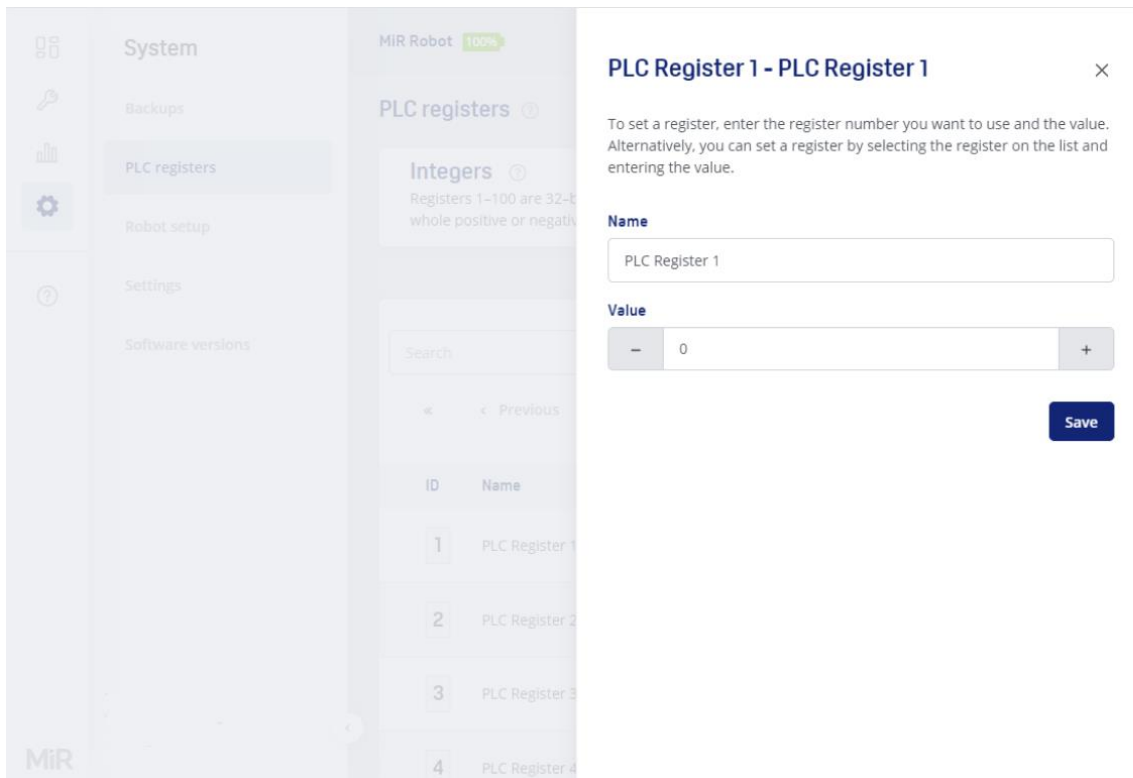 System
Backups
PLC registers
Robot setup
Settings
Software versions
MiR
MiR Robot 100%
PLC registers
Integers
Registers 1–100 are 32–b
whole positive or negativ
Search
« ‹ Previous
ID Name
1 PLC Register 1
2 PLC Register 2
3 PLC Register 3
4 PLC Register 4
PLC Register 1 - PLC Register 1
To set a register, enter the register number you want to use and the value.
Alternatively, you can set a register by selecting the register on the list and
entering the value.
Name
PLC Register 1
Value
− 0 +
Save